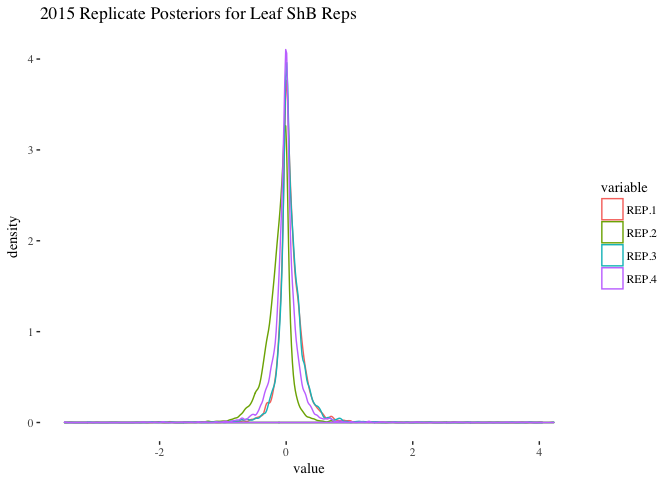 2015 Replicate Posteriors for Leaf ShB Reps
4
3
2
1
0
density
-2
0
2
4
value
variable
REP.1
REP.2
REP.3
REP.4